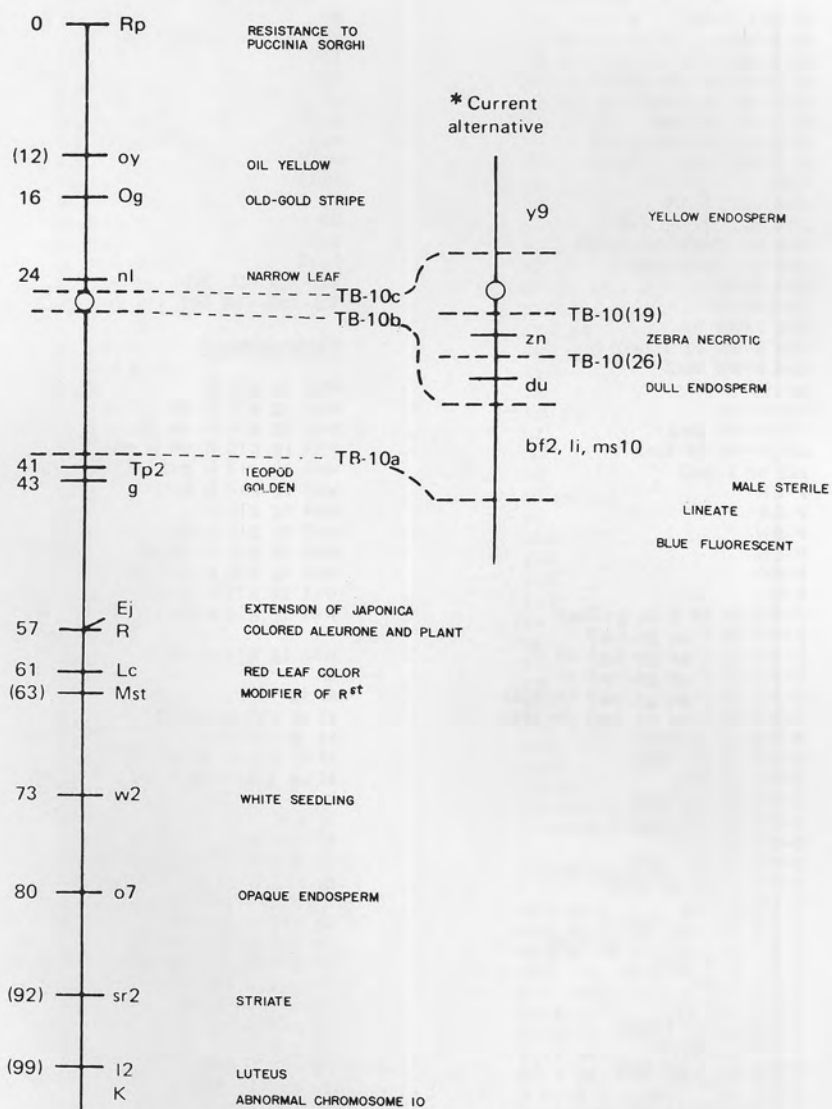 0 Rp RESISTANCE TO
PUCCINIA SORGHI
* Current
alternative
(12) oy OIL YELLOW
16 Og OLD-GOLD STRIPE
y9 YELLOW ENDOSPERM
24 nl NARROW LEAF
TB-10c
TB-10b
TB-10(19)
zn ZEBRA NECROTIC
TB-10(26)
du DULL ENDOSPERM
TB-10a
bf2, li, ms10
41 Tp2 TEOPOD
43 g GOLDEN
MALE STERILE
LINEATE
BLUE FLUORESCENT
Ej EXTENSION OF JAPONICA
57 R COLORED ALEURONE AND PLANT
61 Lc RED LEAF COLOR
(63) Mst MODIFIER OF Rst
73 w2 WHITE SEEDLING
80 o7 OPAQUE ENDOSPERM
(92) sr2 STRIATE
(99) l2 LUTEUS
K ABNORMAL CHROMOSOME 10